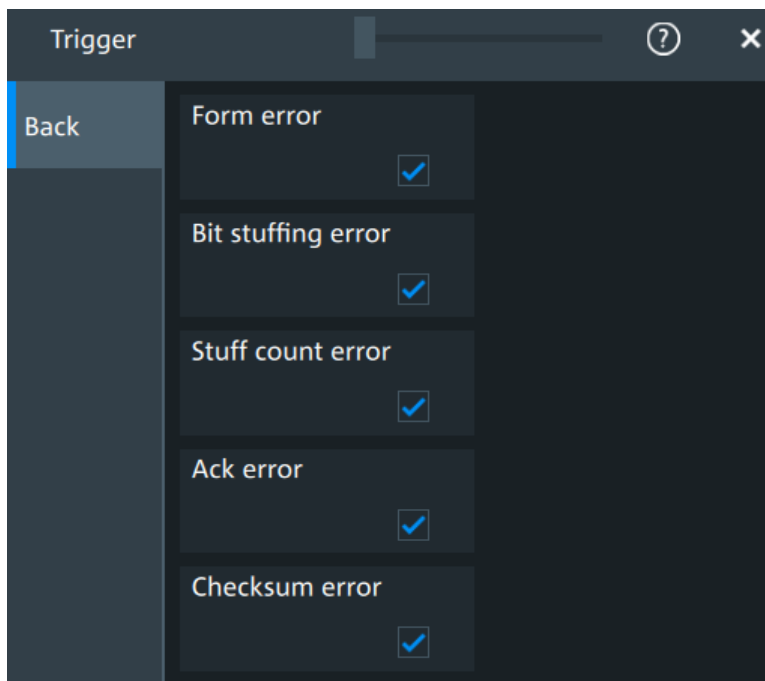 Trigger
?
×
Back
Form error
Bit stuffing error
Stuff count error
Ack error
Checksum error